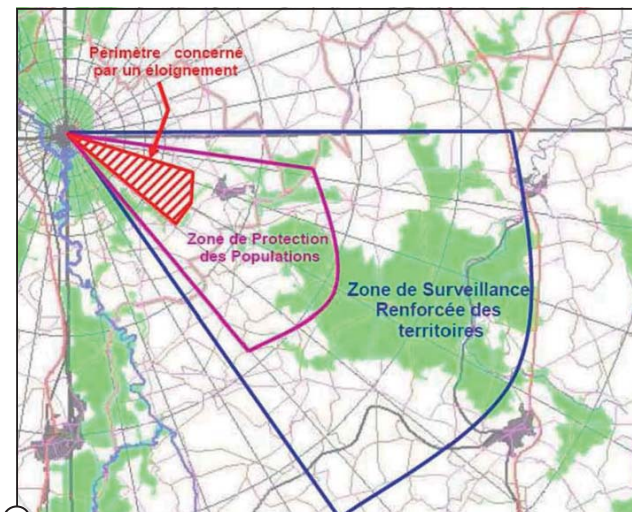 Périmètre concerné
par un éloignement
Zone de Protection
des Populations
Zone de Surveillance
Renforcée des
territoires